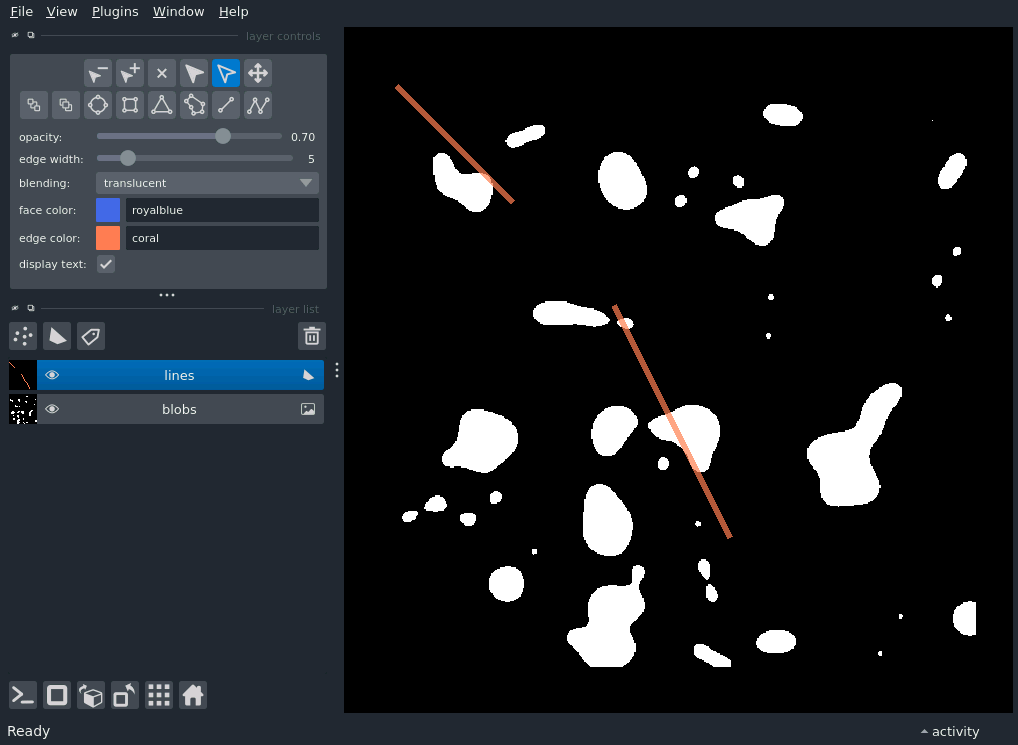 File View Plugins Window Help
layer controls
opacity: 0.70
edge width: 5
blending: translucent
face color: royalblue
edge color: coral
display text:
layer list
lines
blobs
Ready activity